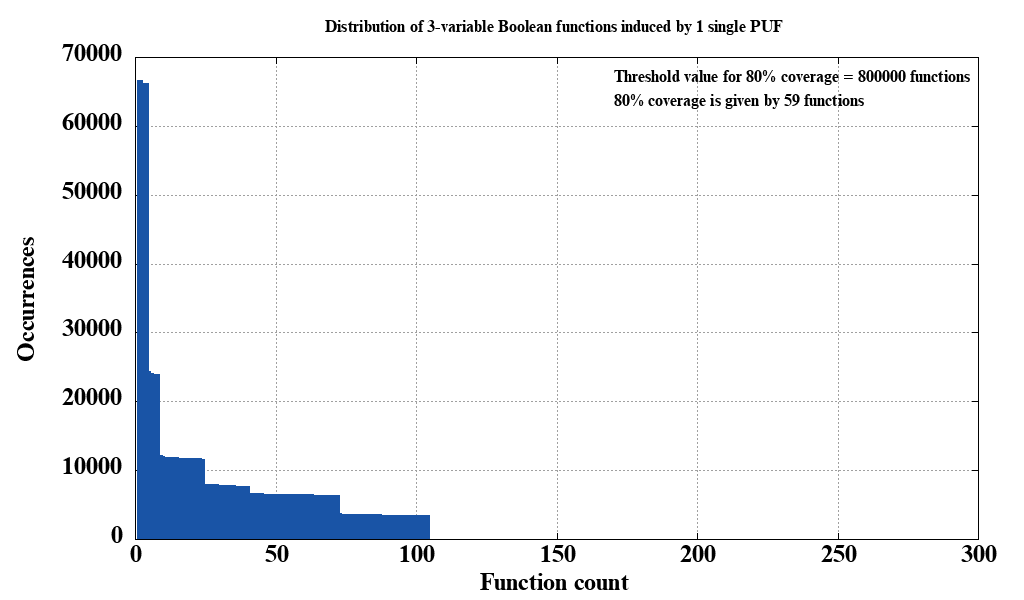 Distribution of 3-variable Boolean functions induced by 1 single PUF
Threshold value for 80% coverage = 800000 functions
80% coverage is given by 59 functions
70000
60000
50000
40000
30000
20000
10000
0
Occurrences
0 50 100 150 200 250 300
Function count